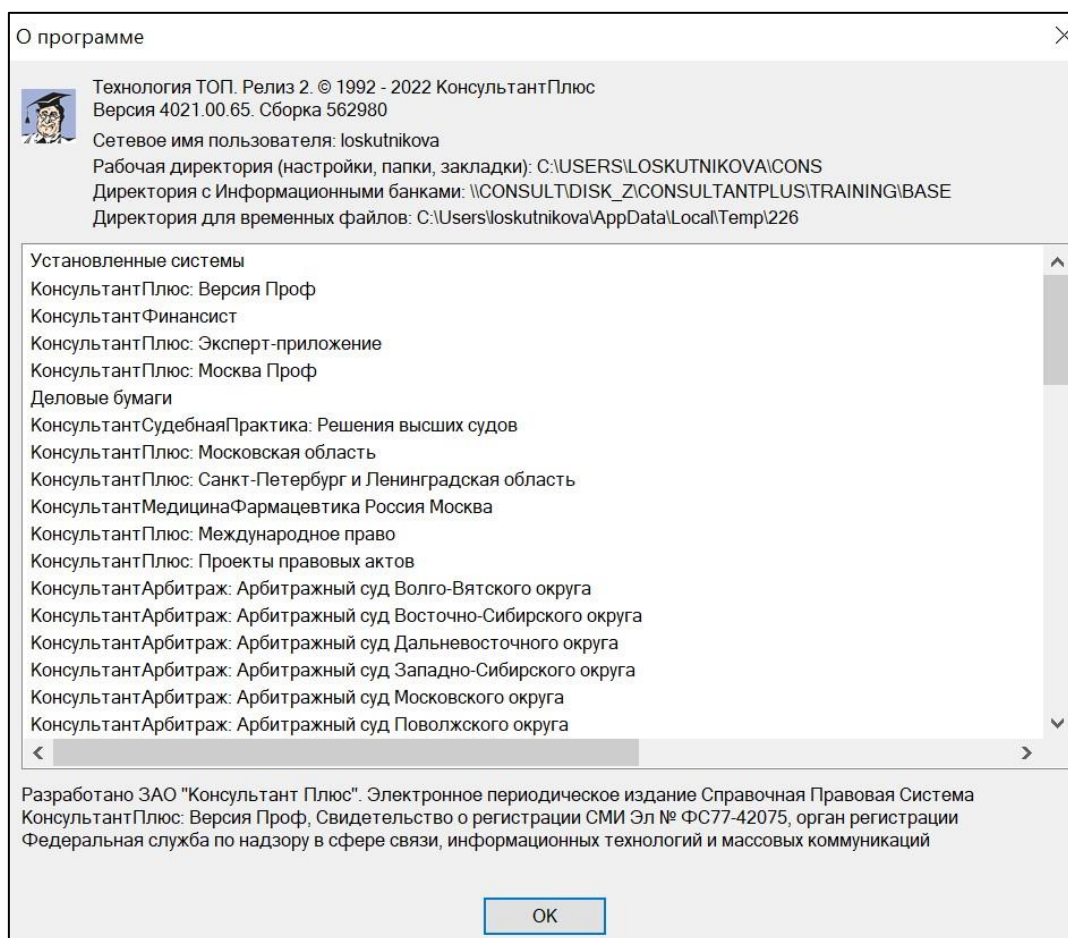 О программе
Технология ТОП. Релиз 2. © 1992 - 2022 КонсультантПлюс
Версия 4021.00.65. Сборка 562980
Сетевое имя пользователя: loskutnikova
Рабочая директория (настройки, папки, закладки): C:\USERS\LOSKUTNIKOVA\CONS
Директория с Информационными банками: \\CONSULT\DISK_Z\CONSULTANTPLUS\TRAINING\BASE
Директория для временных файлов: C:\Users\loskutnikova\AppData\Local\Temp\226
Установленные системы
КонсультантПлюс: Версия Проф
КонсультантФинансист
КонсультантПлюс: Эксперт-приложение
КонсультантПлюс: Москва Проф
Деловые бумаги
КонсультантСудебнаяПрактика: Решения высших судов
КонсультантПлюс: Московская область
КонсультантПлюс: Санкт-Петербург и Ленинградская область
КонсультантМедицинаФармацевтика Россия Москва
КонсультантПлюс: Международное право
КонсультантПлюс: Проекты правовых актов
КонсультантАрбитраж: Арбитражный суд Волго-Вятского округа
КонсультантАрбитраж: Арбитражный суд Восточно-Сибирского округа
КонсультантАрбитраж: Арбитражный суд Дальневосточного округа
КонсультантАрбитраж: Арбитражный суд Западно-Сибирского округа
КонсультантАрбитраж: Арбитражный суд Московского округа
КонсультантАрбитраж: Арбитражный суд Поволжского округа
Разработано ЗАО "Консультант Плюс". Электронное периодическое издание Справочная Правовая Система
КонсультантПлюс: Версия Проф, Свидетельство о регистрации СМИ Эл № ФС77-42075, орган регистрации
Федеральная служба по надзору в сфере связи, информационных технологий и массовых коммуникаций
OK